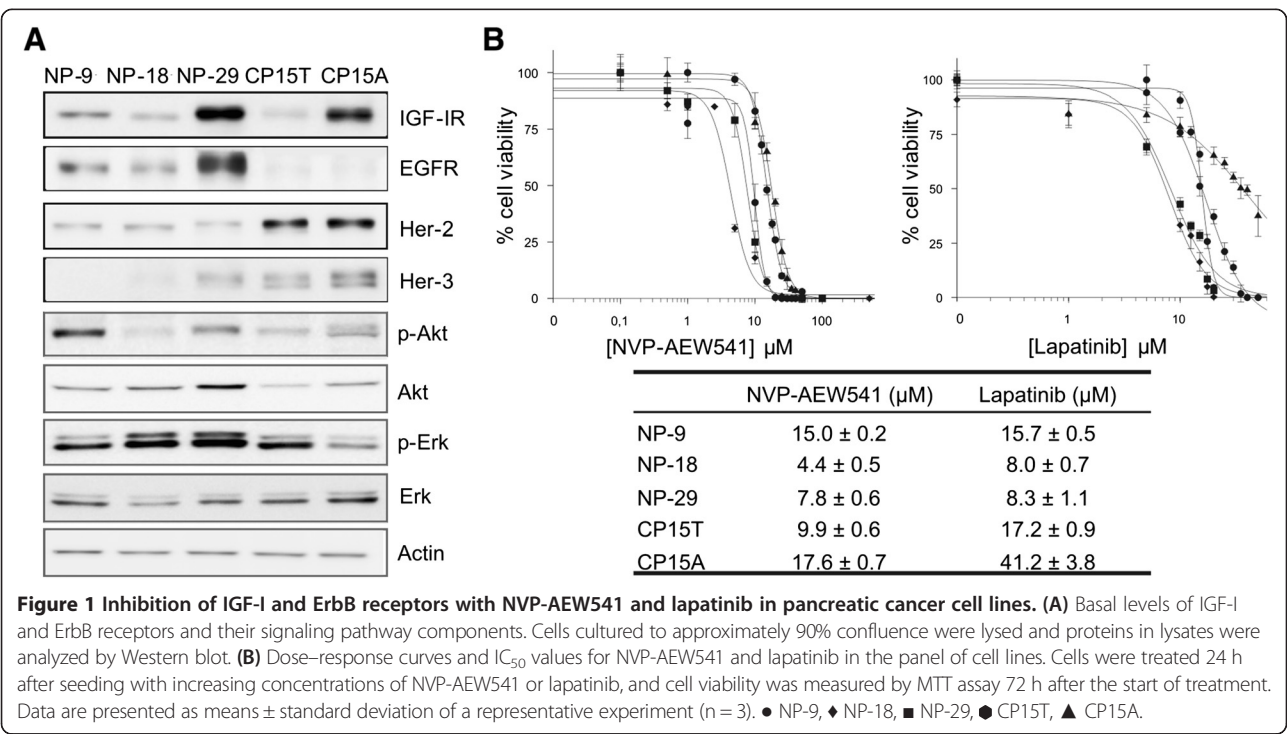 A
NP-9 NP-18 NP-29 CP15T CP15A
IGF-IR
EGFR
Her-2
Her-3
p-Akt
Akt
p-Erk
Erk
Actin
B
% cell viability
100
75
50
25
0
0 0,1 1 10 100
[NVP-AEW541] µM
% cell viability
100
75
50
25
0
0 1 10
[Lapatinib] µM
NVP-AEW541 (µM) Lapatinib (µM)
NP-9 15.0 ± 0.2 15.7 ± 0.5
NP-18 4.4 ± 0.5 8.0 ± 0.7
NP-29 7.8 ± 0.6 8.3 ± 1.1
CP15T 9.9 ± 0.6 17.2 ± 0.9
CP15A 17.6 ± 0.7 41.2 ± 3.8
Figure 1 Inhibition of IGF-I and ErbB receptors with NVP-AEW541 and lapatinib in pancreatic cancer cell lines. (A) Basal levels of IGF-I
and ErbB receptors and their signaling pathway components. Cells cultured to approximately 90% confluence were lysed and proteins in lysates were
analyzed by Western blot. (B) Dose–response curves and IC50 values for NVP-AEW541 and lapatinib in the panel of cell lines. Cells were treated 24 h
after seeding with increasing concentrations of NVP-AEW541 or lapatinib, and cell viability was measured by MTT assay 72 h after the start of treatment.
Data are presented as means ± standard deviation of a representative experiment (n = 3). ● NP-9, ♦ NP-18, ■ NP-29, ⬢ CP15T, ▲ CP15A.